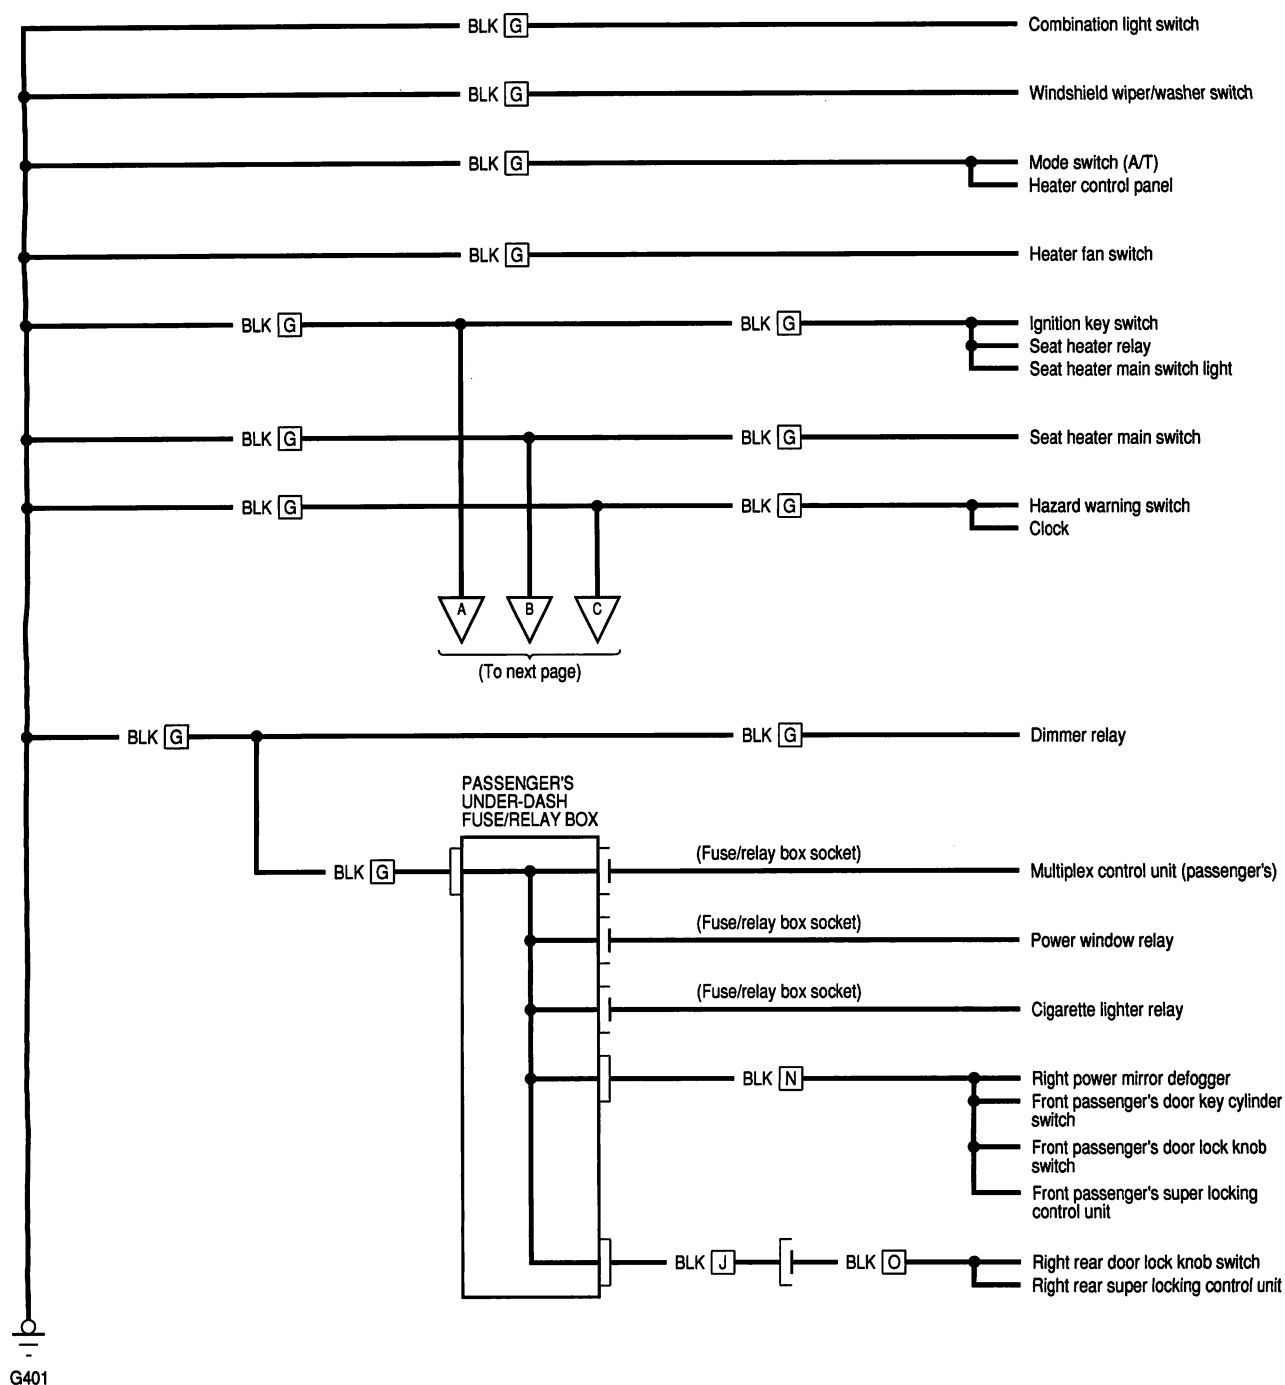 BLK G Combination light switch
BLK G Windshield wiper/washer switch
BLK G Mode switch (A/T)
Heater control panel
BLK G Heater fan switch
BLK G BLK G Ignition key switch
Seat heater relay
Seat heater main switch light
BLK G BLK G Seat heater main switch
BLK G BLK G Hazard warning switch
Clock
A B C
(To next page)
BLK G BLK G Dimmer relay
PASSENGER'S
UNDER-DASH
FUSE/RELAY BOX
(Fuse/relay box socket)
BLK G Multiplex control unit (passenger's)
(Fuse/relay box socket)
Power window relay
(Fuse/relay box socket)
Cigarette lighter relay
BLK N Right power mirror defogger
Front passenger's door key cylinder
switch
Front passenger's door lock knob
switch
Front passenger's super locking
control unit
BLK J BLK O Right rear door lock knob switch
Right rear super locking control unit
G401